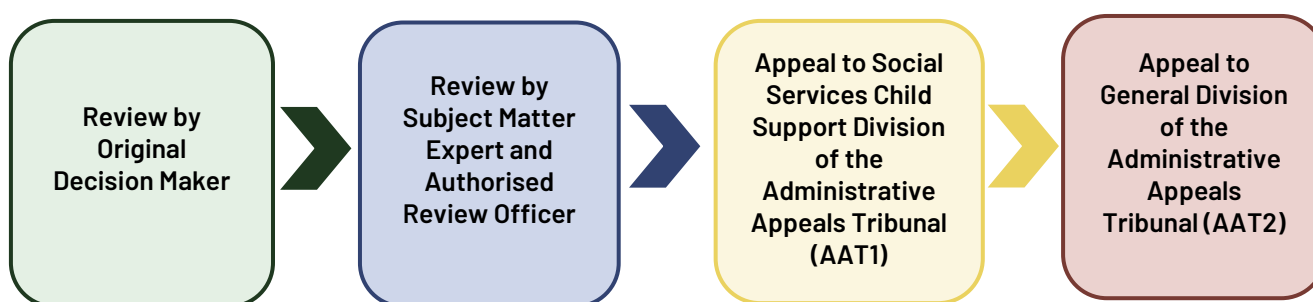 Review by
Original
Decision Maker
Review by
Subject Matter
Expert and
Authorised
Review Officer
Appeal to Social
Services Child
Support Division
of the
Administrative
Appeals Tribunal
(AAT1)
Appeal to
General Division
of the
Administrative
Appeals
Tribunal (AAT2)